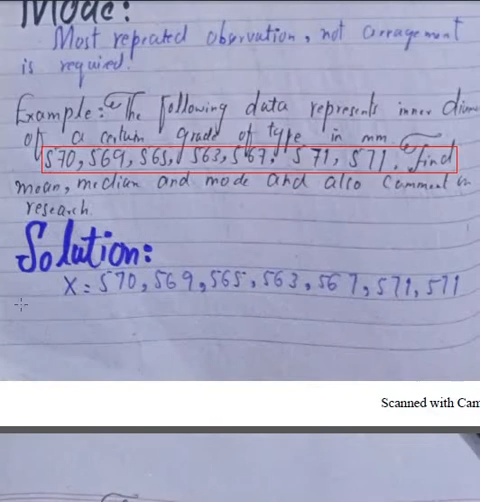 Mode:
Most repeated observation, not arragement
is required.
Example: The following data represents inner diam
of a certain grade of type in mm.
570, 569, 565, 563, 567, 571, 571. find
mean, median and mode and also comment in
research.
Solution:
X = 570, 569, 565, 563, 567, 571, 571
Scanned with Cam